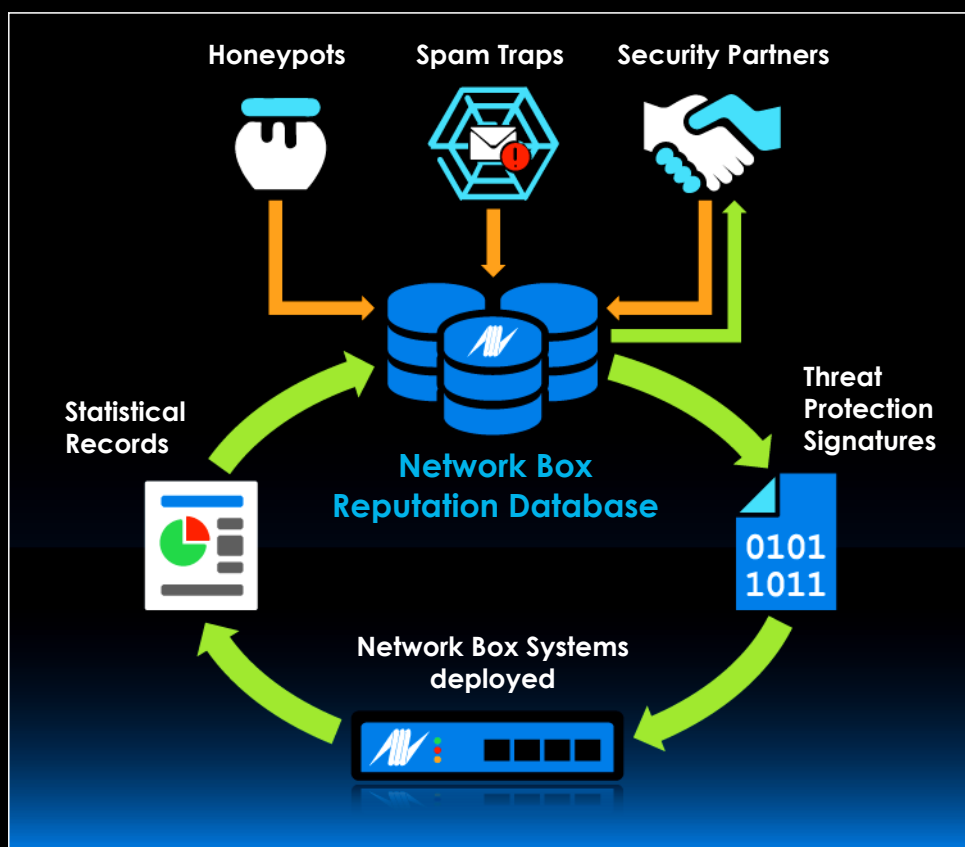 Honeypots
Spam Traps
Security Partners
Statistical
Records
Threat
Protection
Signatures
Network Box
Reputation Database
0101
1011
Network Box Systems
deployed